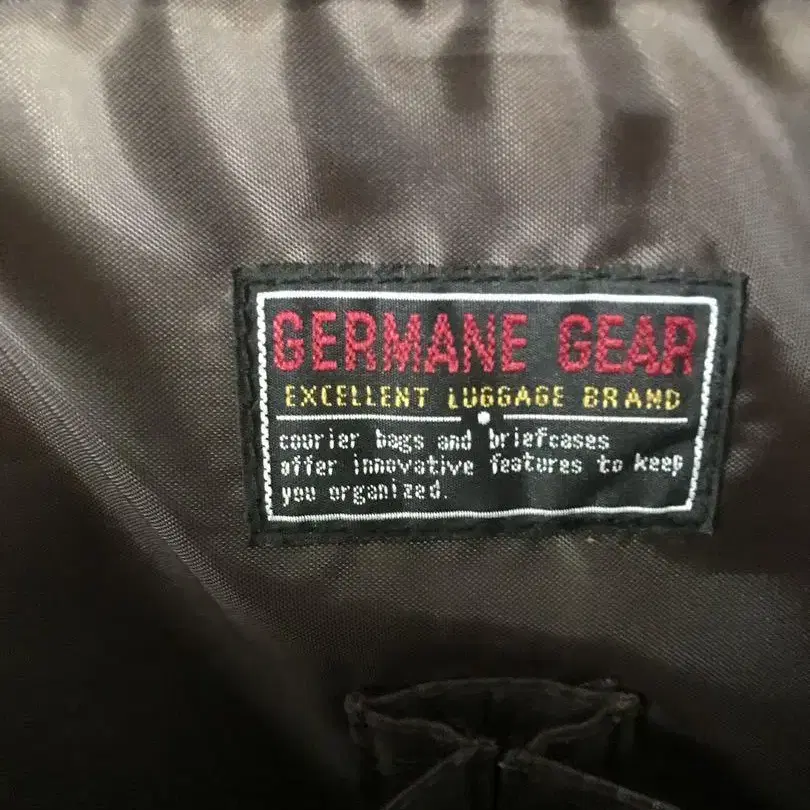 GERMANE GEAR
EXCELLENT LUGGAGE BRAND
courier bags and briefcases
offer innovative features to keep
you organized.